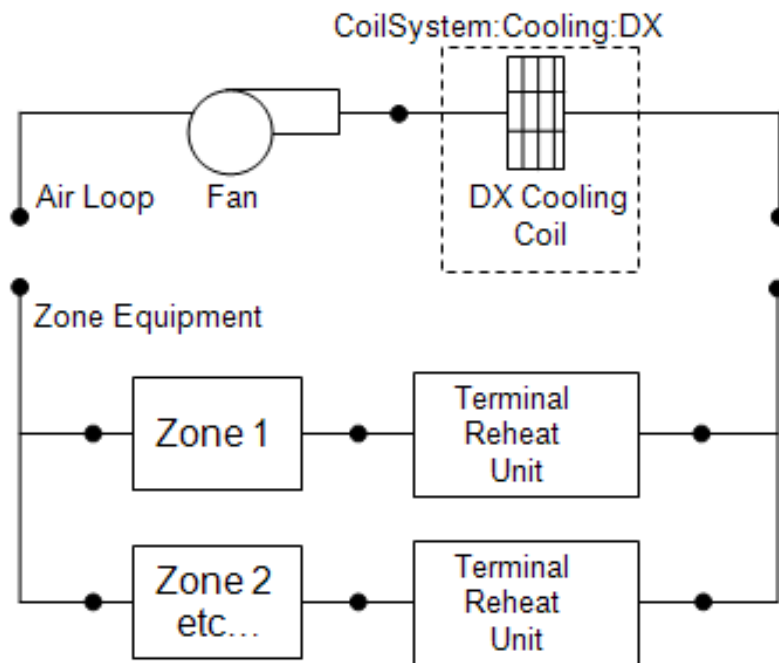 CoilSystem:Cooling:DX
Air Loop
Fan
DX Cooling
Coil
Zone Equipment
Zone 1
Terminal
Reheat
Unit
Zone 2
etc...
Terminal
Reheat
Unit